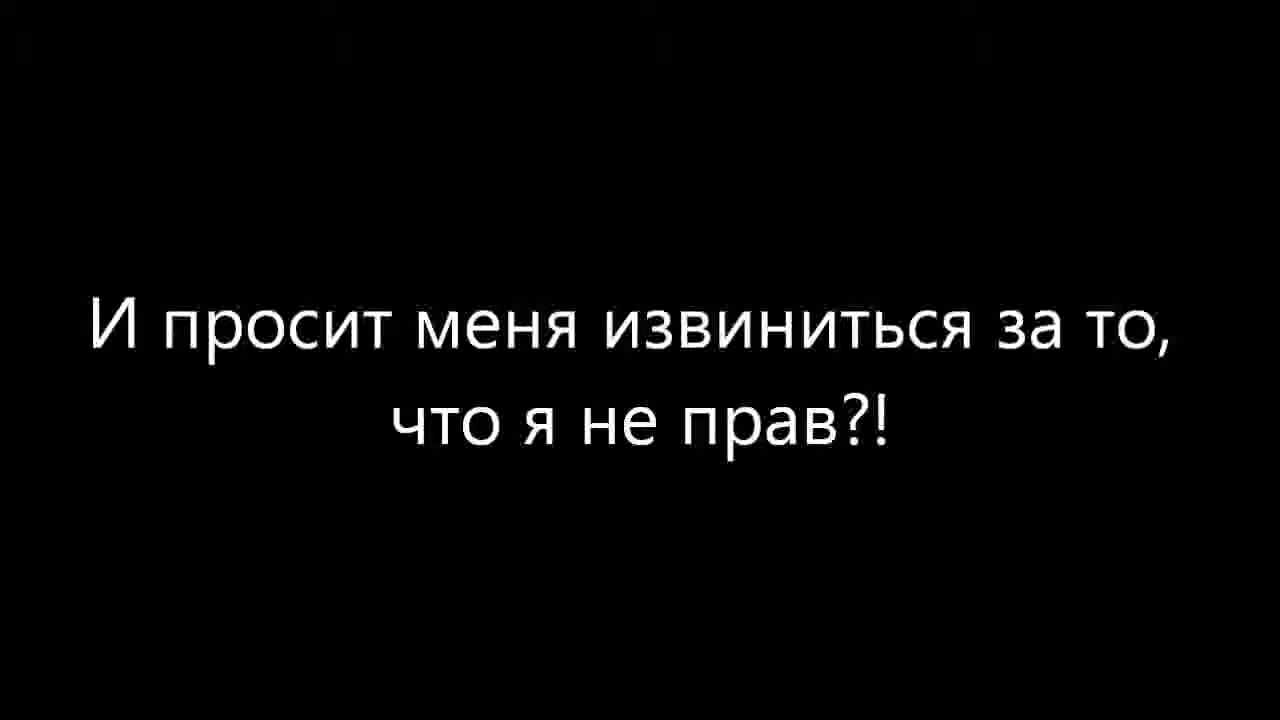 И просит меня извиниться за то,
что я не прав?!